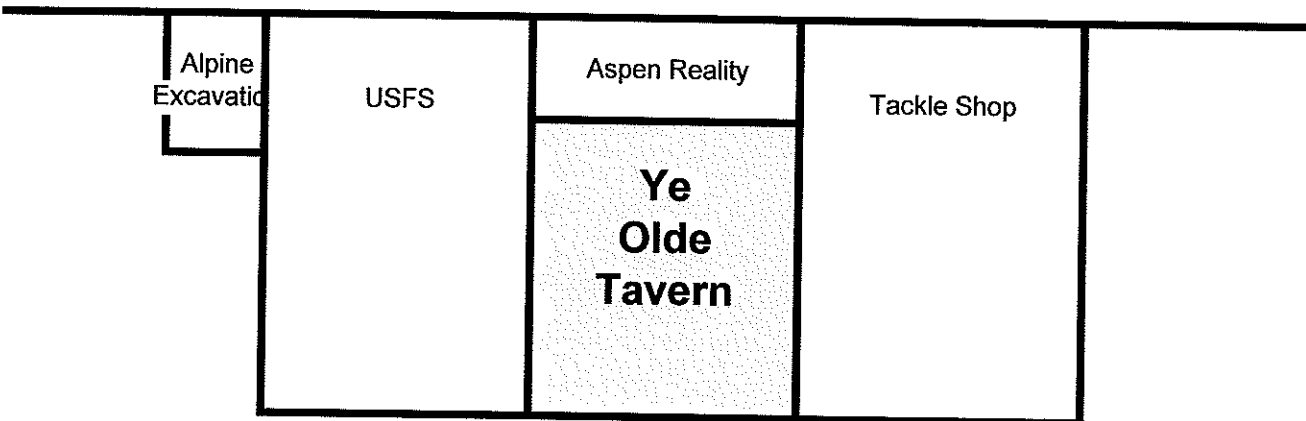 Alpine
Excavatio
USFS
Aspen Reality
Tackle Shop
Ye
Olde
Tavern